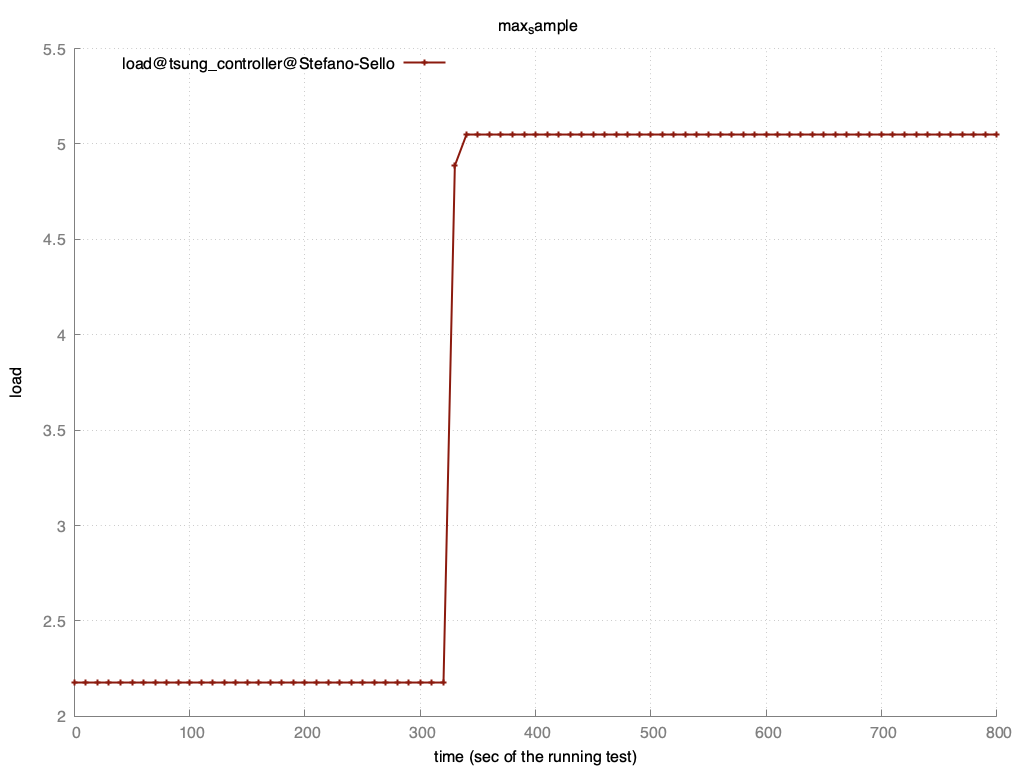 maxsample
load@tsung_controller@Stefano-Sello
5.5
5
4.5
4
3.5
3
2.5
2
load
0 100 200 300 400 500 600 700 800
time (sec of the running test)